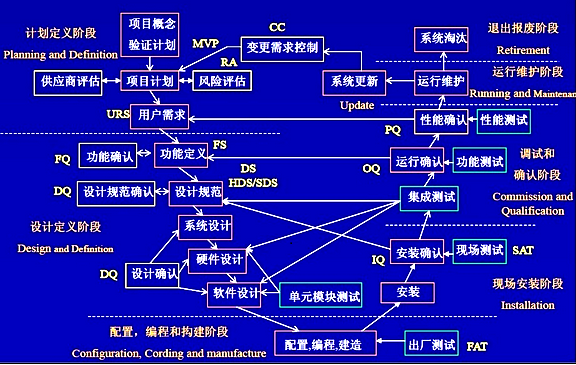 计划定义阶段
Planning and Definition
项目概念
验证计划
CC
MVP
变更需求控制
RA
系统淘汰
退出报废阶段
Retirement
供应商评估
项目计划
风险评估
系统更新
运行维护
运行维护阶段
Running and Maintenan
Update
URS
用户需求
PQ
性能确认
性能测试
FS
FQ
功能确认
功能定义
DS
HDS/SDS
OQ
运行确认
功能测试
调试和
确认阶段
Commission and
Qualification
DQ
设计规范确认
设计规范
集成测试
设计定义阶段
Design and Definition
系统设计
硬件设计
IQ
安装确认
现场测试
SAT
DQ
设计确认
软件设计
单元模块测试
安装
现场安装阶段
Installation
配置，编程和构建阶段
Configuration, Cording and manufacture
配置,编程,建造
出厂测试
FAT